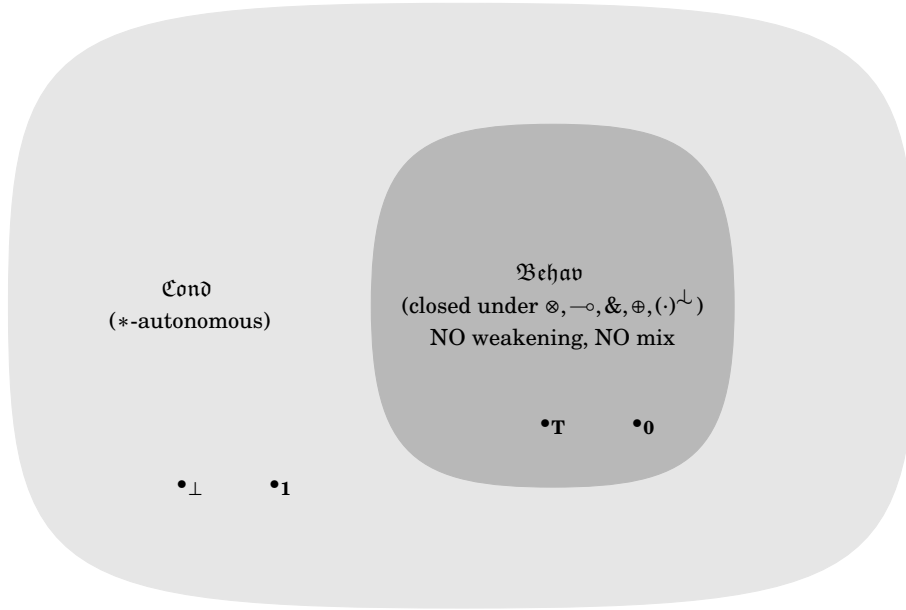 ℭ𝔬𝔫𝔡
(∗-autonomous)
𝔅𝔢𝔥𝔞𝔳
(closed under ⊗, ⊸, &, ⊕, (·)^⫠)
NO weakening, NO mix
•T •0
•⊥ •1